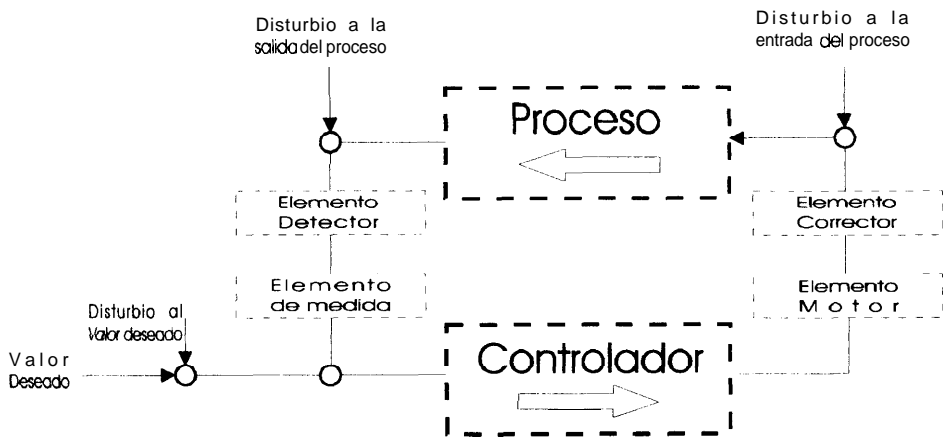 Disturbio a la
salida del proceso
Disturbio a la
entrada del proceso
Proceso
Elemento
Detector
Elemento
Corrector
Elemento
de medida
Elemento
Motor
Disturbio al
Valor deseado
Valor
Deseado
Controlador